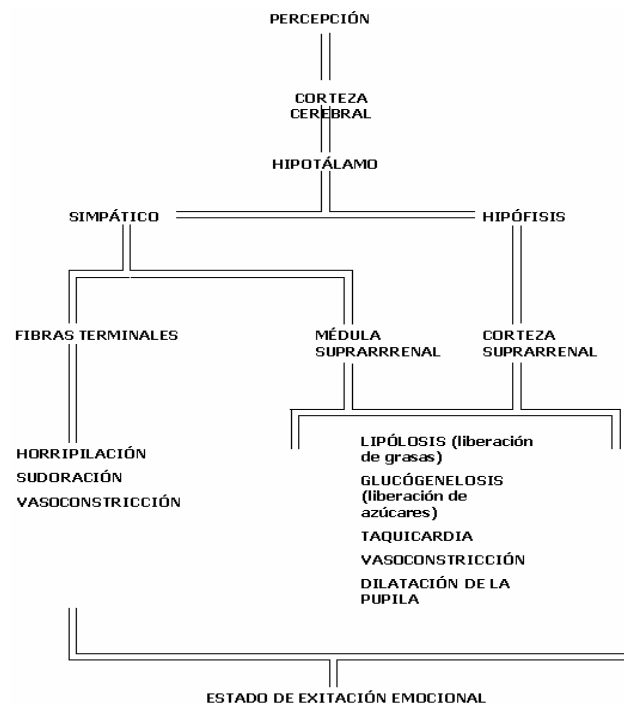 PERCEPCIÓN
CORTEZA
CEREBRAL
HIPOTÁLAMO
SIMPÁTICO
HIPÓFISIS
FIBRAS TERMINALES
MÉDULA
SUPRARRRENAL
CORTEZA
SUPRARRENAL
HORRIPILACIÓN
SUDORACIÓN
VASOCONSTRICCIÓN
LIPÓLOSIS (liberación
de grasas)
GLUCÓGENELOSIS
(liberación de
azúcares)
TAQUICARDIA
VASOCONSTRICCIÓN
DILATACIÓN DE LA
PUPILA
ESTADO DE EXITACIÓN EMOCIONAL